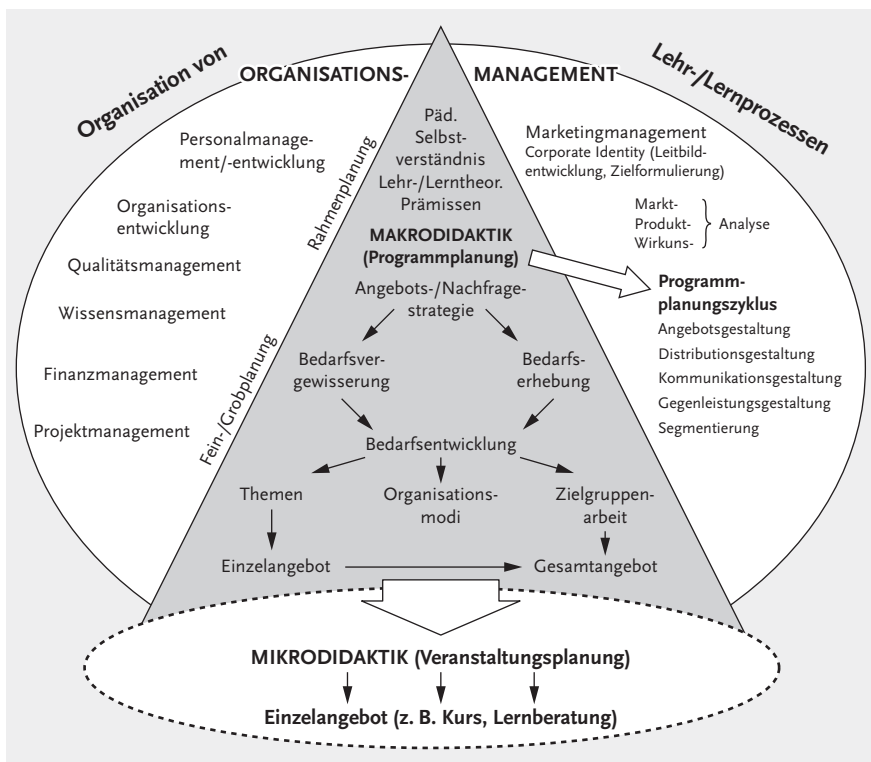 Organisation von
Lehr-/Lernprozessen
ORGANISATIONS- MANAGEMENT
Personalmanage-
ment/-entwicklung
Organisations-
entwicklung
Qualitätsmanagement
Wissensmanagement
Finanzmanagement
Projektmanagement
Rahmenplanung
Fein-/Grobplanung
Päd.
Selbst-
verständnis
Lehr-/Lerntheor.
Prämissen
MAKRODIDAKTIK
(Programmplanung)
Angebots-/Nachfrage-
strategie
Bedarfsver-
gewisserung
Bedarfs-
erhebung
Bedarfsentwicklung
Themen
Organisations-
modi
Zielgruppen-
arbeit
Einzelangebot
Gesamtangebot
Marketingmanagement
Corporate Identity (Leitbild-
entwicklung, Zielformulierung)
Markt-
Produkt-
Wirkuns-
Analyse
Programm-
planungszyklus
Angebotsgestaltung
Distributionsgestaltung
Kommunikationsgestaltung
Gegenleistungsgestaltung
Segmentierung
MIKRODIDAKTIK (Veranstaltungsplanung)
Einzelangebot (z. B. Kurs, Lernberatung)